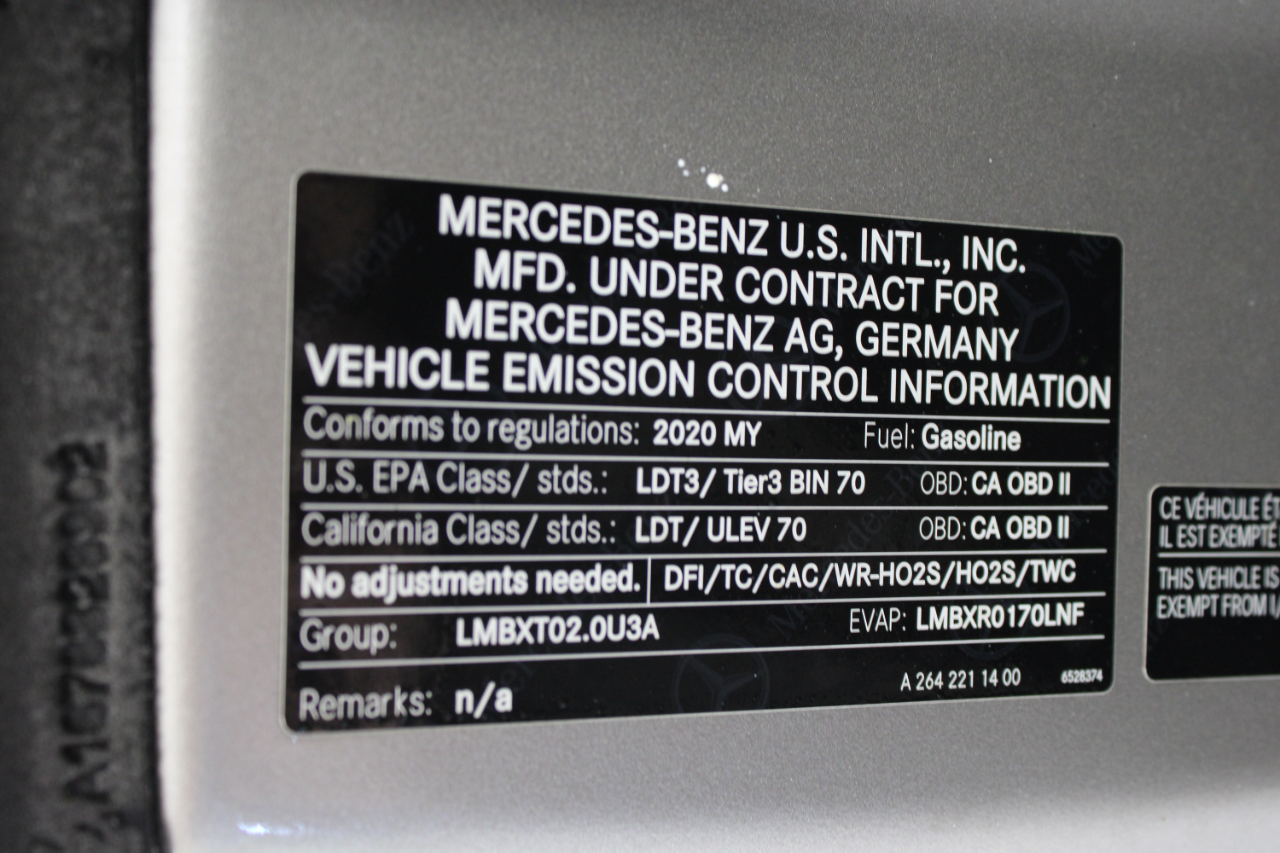 MERCEDES-BENZ U.S. INTL., INC.
MFD. UNDER CONTRACT FOR
MERCEDES-BENZ AG, GERMANY
VEHICLE EMISSION CONTROL INFORMATION
Conforms to regulations: 2020 MY Fuel: Gasoline
U.S. EPA Class/ stds.: LDT3/ Tier3 BIN 70 OBD: CA OBD II
California Class/ stds.: LDT/ ULEV 70 OBD: CA OBD II
No adjustments needed. DFI/TC/CAC/WR-HO2S/HO2S/TWC
Group: LMBXT02.0U3A EVAP: LMBXR0170LNF
Remarks: n/a A 264 221 14 00 6528374
CE VÉHICULE
IL EST EXEMPTÉ
THIS VEHICLE IS
EXEMPT FROM